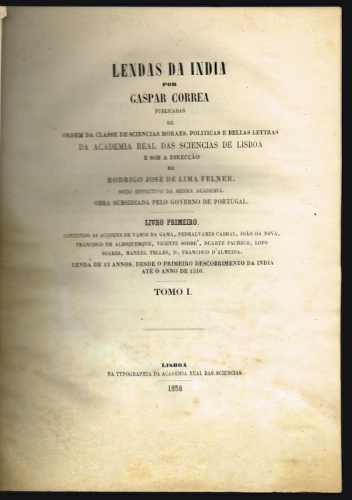 LENDAS DA INDIA
POR
GASPAR CORREA
PUBLICADAS
DE
ORDEM DA CLASSE DE SCIENCIAS MORAES, POLITICAS E BELLAS LETTRAS
DA ACADEMIA REAL DAS SCIENCIAS DE LISBOA
E SOB A DIRECÇÃO
DE
RODRIGO JOSÉ DE LIMA FELNER,
SOCIO EFFECTIVO DA MESMA ACADEMIA.
OBRA SUBSIDIADA PELO GOVERNO DE PORTUGAL.
LIVRO PRIMEIRO,
CONTENDO AS ACÇÕENS DE VASCO DA GAMA, PEDRALVARES CABRAL, JOÃO DA NOVA,
FRANCISCO DE ALBOQUERQUE, VICENTE SODRÉ, DUARTE PACHECO, LOPO
SOARES, MANUEL TELLES, D. FRANCISCO D'ALMEIDA.
LENDA DE 13 ANNOS, DESDE O PRIMEIRO DESCOBRIMENTO DA INDIA
ATÉ O ANNO DE 1510.
TOMO I.
LISBOA
NA TYPOGRAPHIA DA ACADEMIA REAL DAS SCIENCIAS
1858